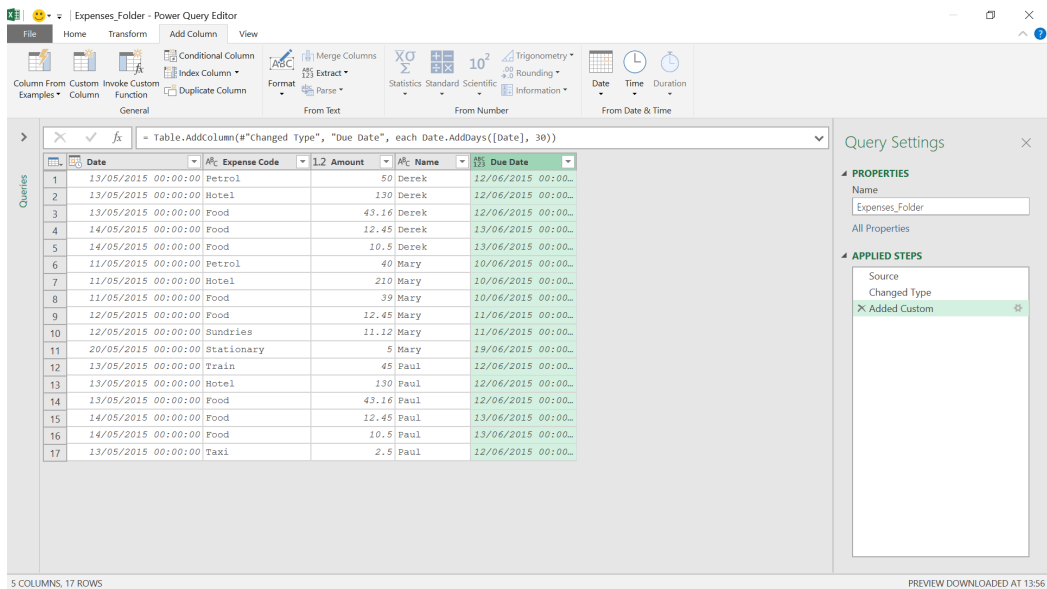 Expenses_Folder - Power Query Editor
File Home Transform Add Column View
Column From Examples
Custom Column
Invoke Custom Function
Conditional Column
Index Column
Duplicate Column
General
ABC
Format
Merge Columns
ABC 123 Extract
abc Parse
From Text
XΟ Σ
Statistics
Standard
10²
Scientific
Trigonometry
.00 Rounding
Information
From Number
Date
Time
Duration
From Date & Time
fx = Table.AddColumn(#"Changed Type", "Due Date", each Date.AddDays([Date], 30))
Queries
Date ABC Expense Code 1.2 Amount ABC Name ABC 123 Due Date
1 13/05/2015 00:00:00 Petrol 50 Derek 12/06/2015 00:00…
2 13/05/2015 00:00:00 Hotel 130 Derek 12/06/2015 00:00…
3 13/05/2015 00:00:00 Food 43.16 Derek 12/06/2015 00:00…
4 14/05/2015 00:00:00 Food 12.45 Derek 13/06/2015 00:00…
5 14/05/2015 00:00:00 Food 10.5 Derek 13/06/2015 00:00…
6 11/05/2015 00:00:00 Petrol 40 Mary 10/06/2015 00:00…
7 11/05/2015 00:00:00 Hotel 210 Mary 10/06/2015 00:00…
8 11/05/2015 00:00:00 Food 39 Mary 10/06/2015 00:00…
9 12/05/2015 00:00:00 Food 12.45 Mary 11/06/2015 00:00…
10 12/05/2015 00:00:00 Sundries 11.12 Mary 11/06/2015 00:00…
11 20/05/2015 00:00:00 Stationary 5 Mary 19/06/2015 00:00…
12 13/05/2015 00:00:00 Train 45 Paul 12/06/2015 00:00…
13 13/05/2015 00:00:00 Hotel 130 Paul 12/06/2015 00:00…
14 13/05/2015 00:00:00 Food 43.16 Paul 12/06/2015 00:00…
15 14/05/2015 00:00:00 Food 12.45 Paul 13/06/2015 00:00…
16 14/05/2015 00:00:00 Food 10.5 Paul 13/06/2015 00:00…
17 13/05/2015 00:00:00 Taxi 2.5 Paul 12/06/2015 00:00…
Query Settings
PROPERTIES
Name
Expenses_Folder
All Properties
APPLIED STEPS
Source
Changed Type
Added Custom
5 COLUMNS, 17 ROWS
PREVIEW DOWNLOADED AT 13:56